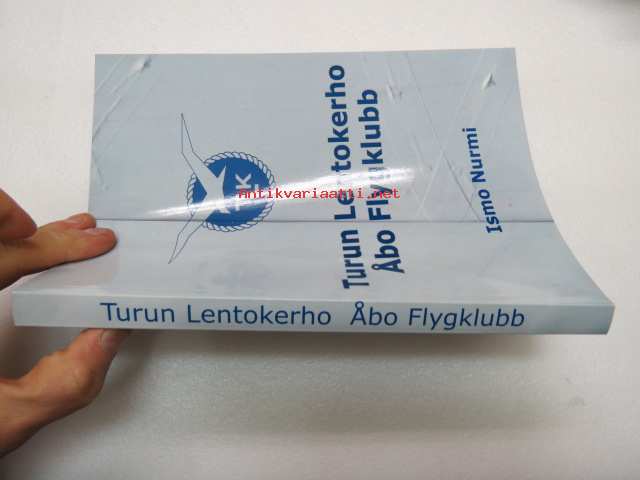 Turun Lentokerho
Åbo Flygklubb
Ismo Nurmi
antikvariaatti.net
Turun Lentokerho Åbo Flygklubb